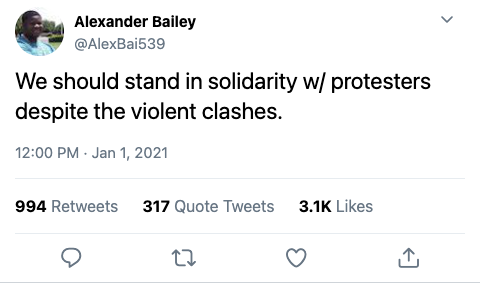 Alexander Bailey
@AlexBai539
We should stand in solidarity w/ protesters
despite the violent clashes.
12:00 PM · Jan 1, 2021
994 Retweets 317 Quote Tweets 3.1K Likes